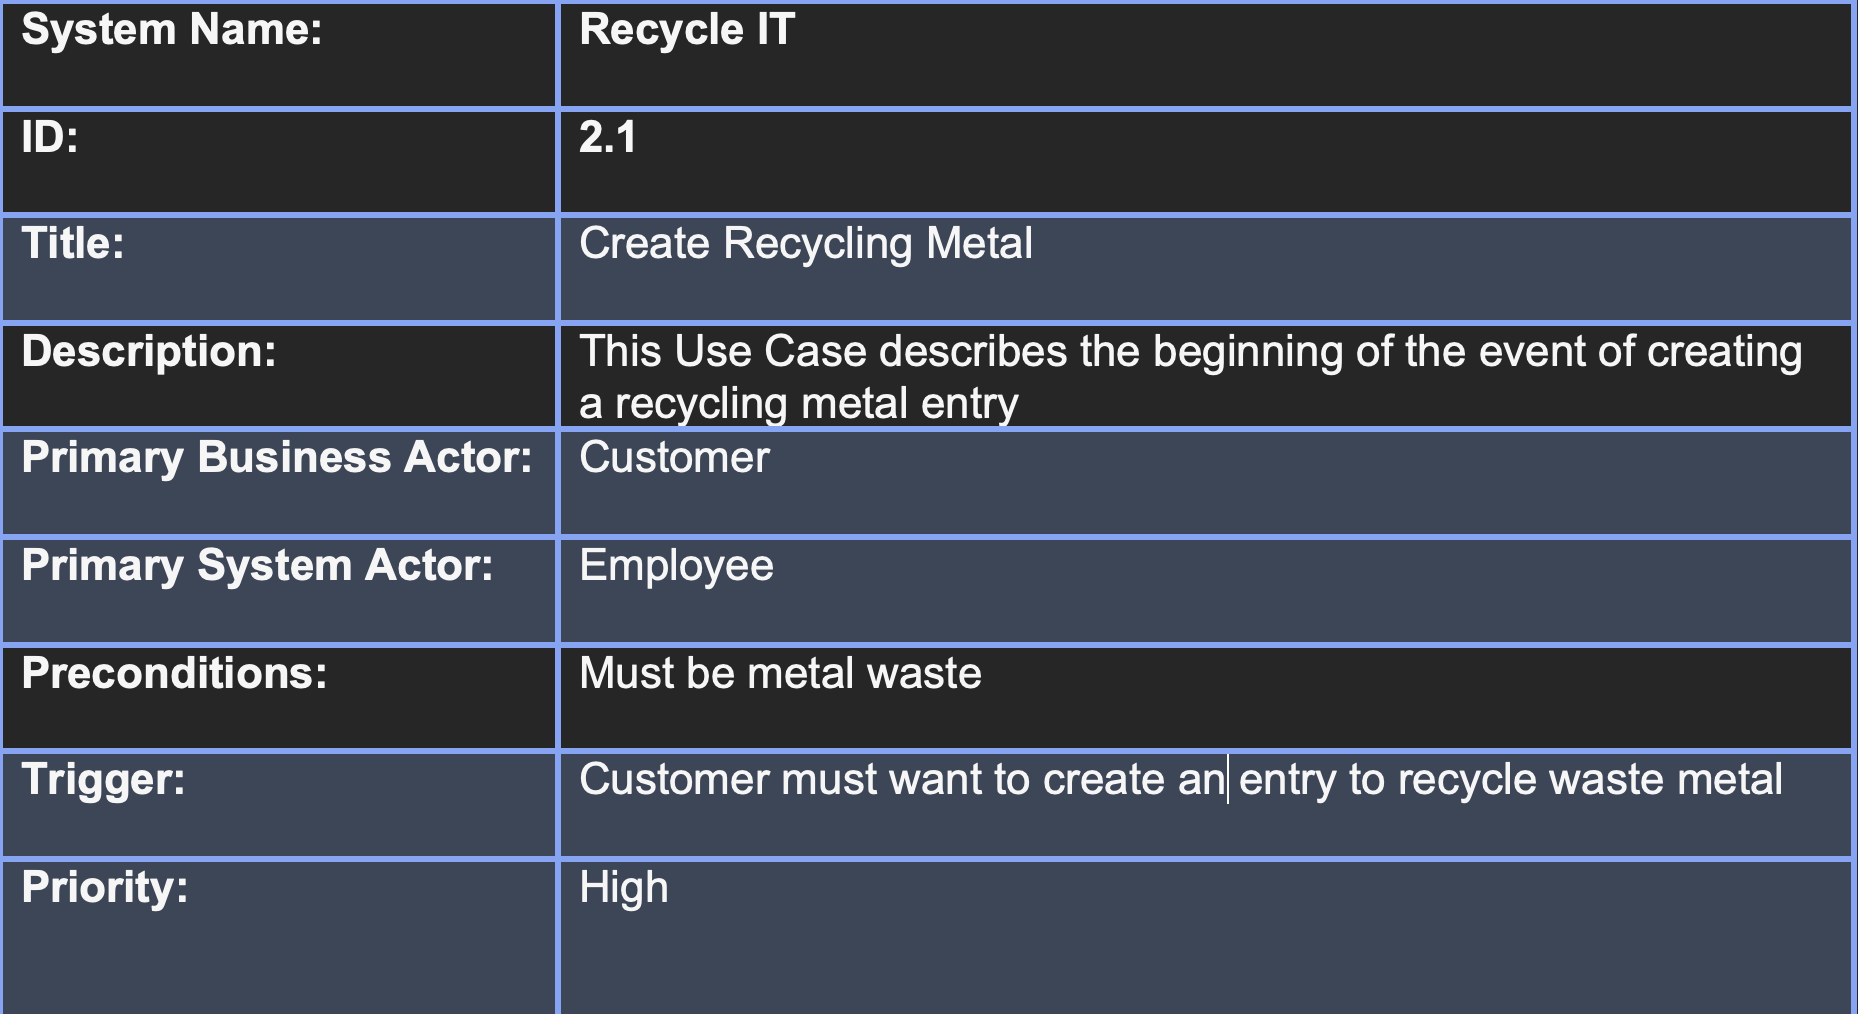 System Name: Recycle IT
ID: 2.1
Title: Create Recycling Metal
Description: This Use Case describes the beginning of the event of creating
a recycling metal entry
Primary Business Actor: Customer
Primary System Actor: Employee
Preconditions: Must be metal waste
Trigger: Customer must want to create an entry to recycle waste metal
Priority: High